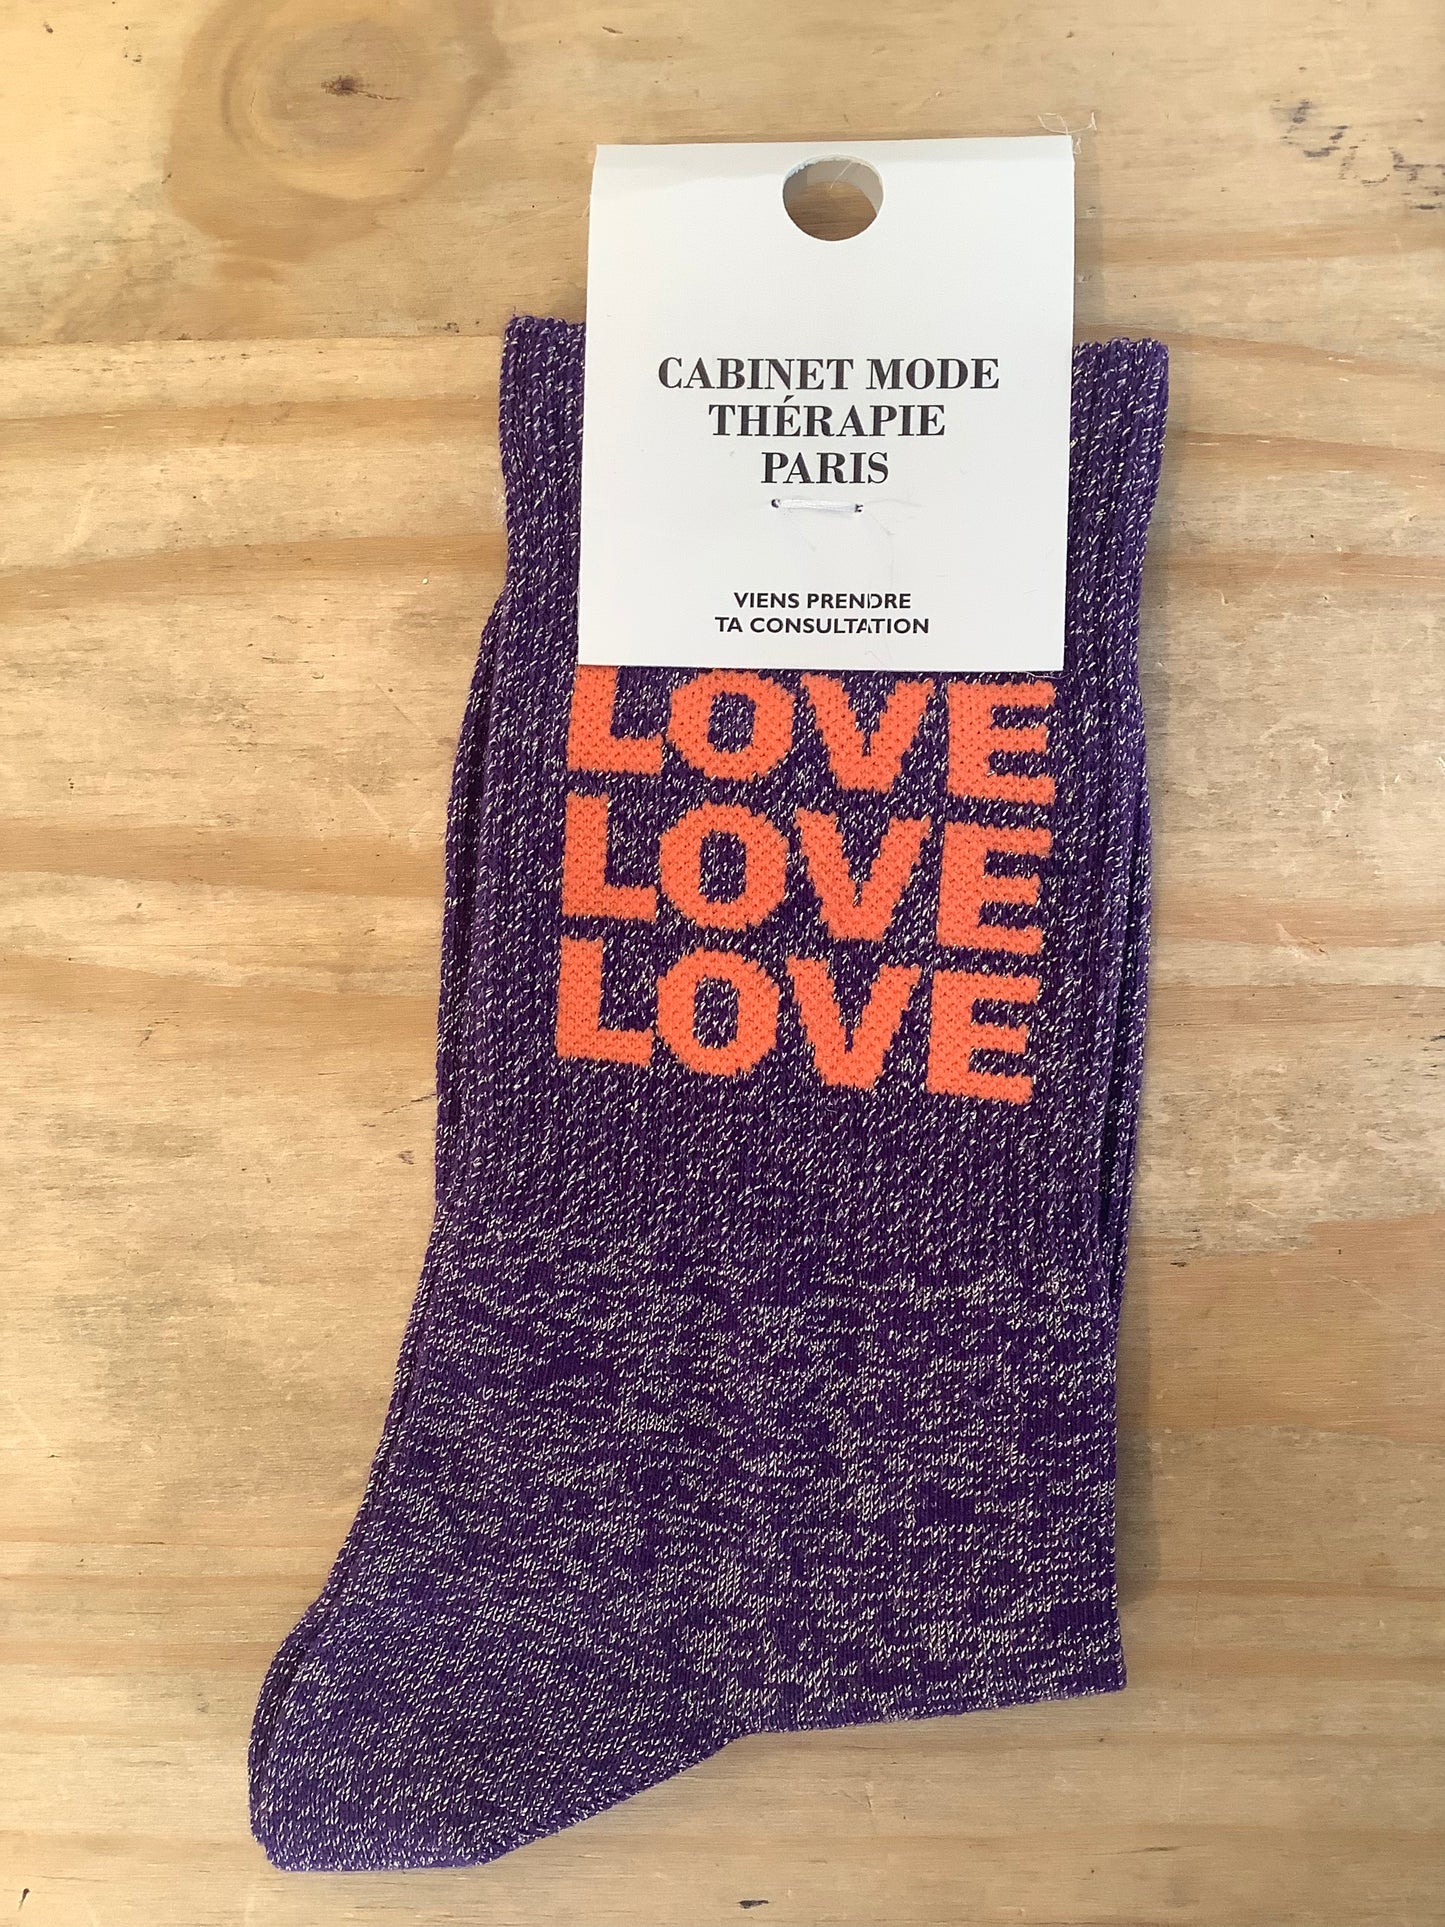 CABINET MODE
THÉRAPIE
PARIS
VIENS PRENDRE
TA CONSULTATION
LOVE
LOVE
LOVE